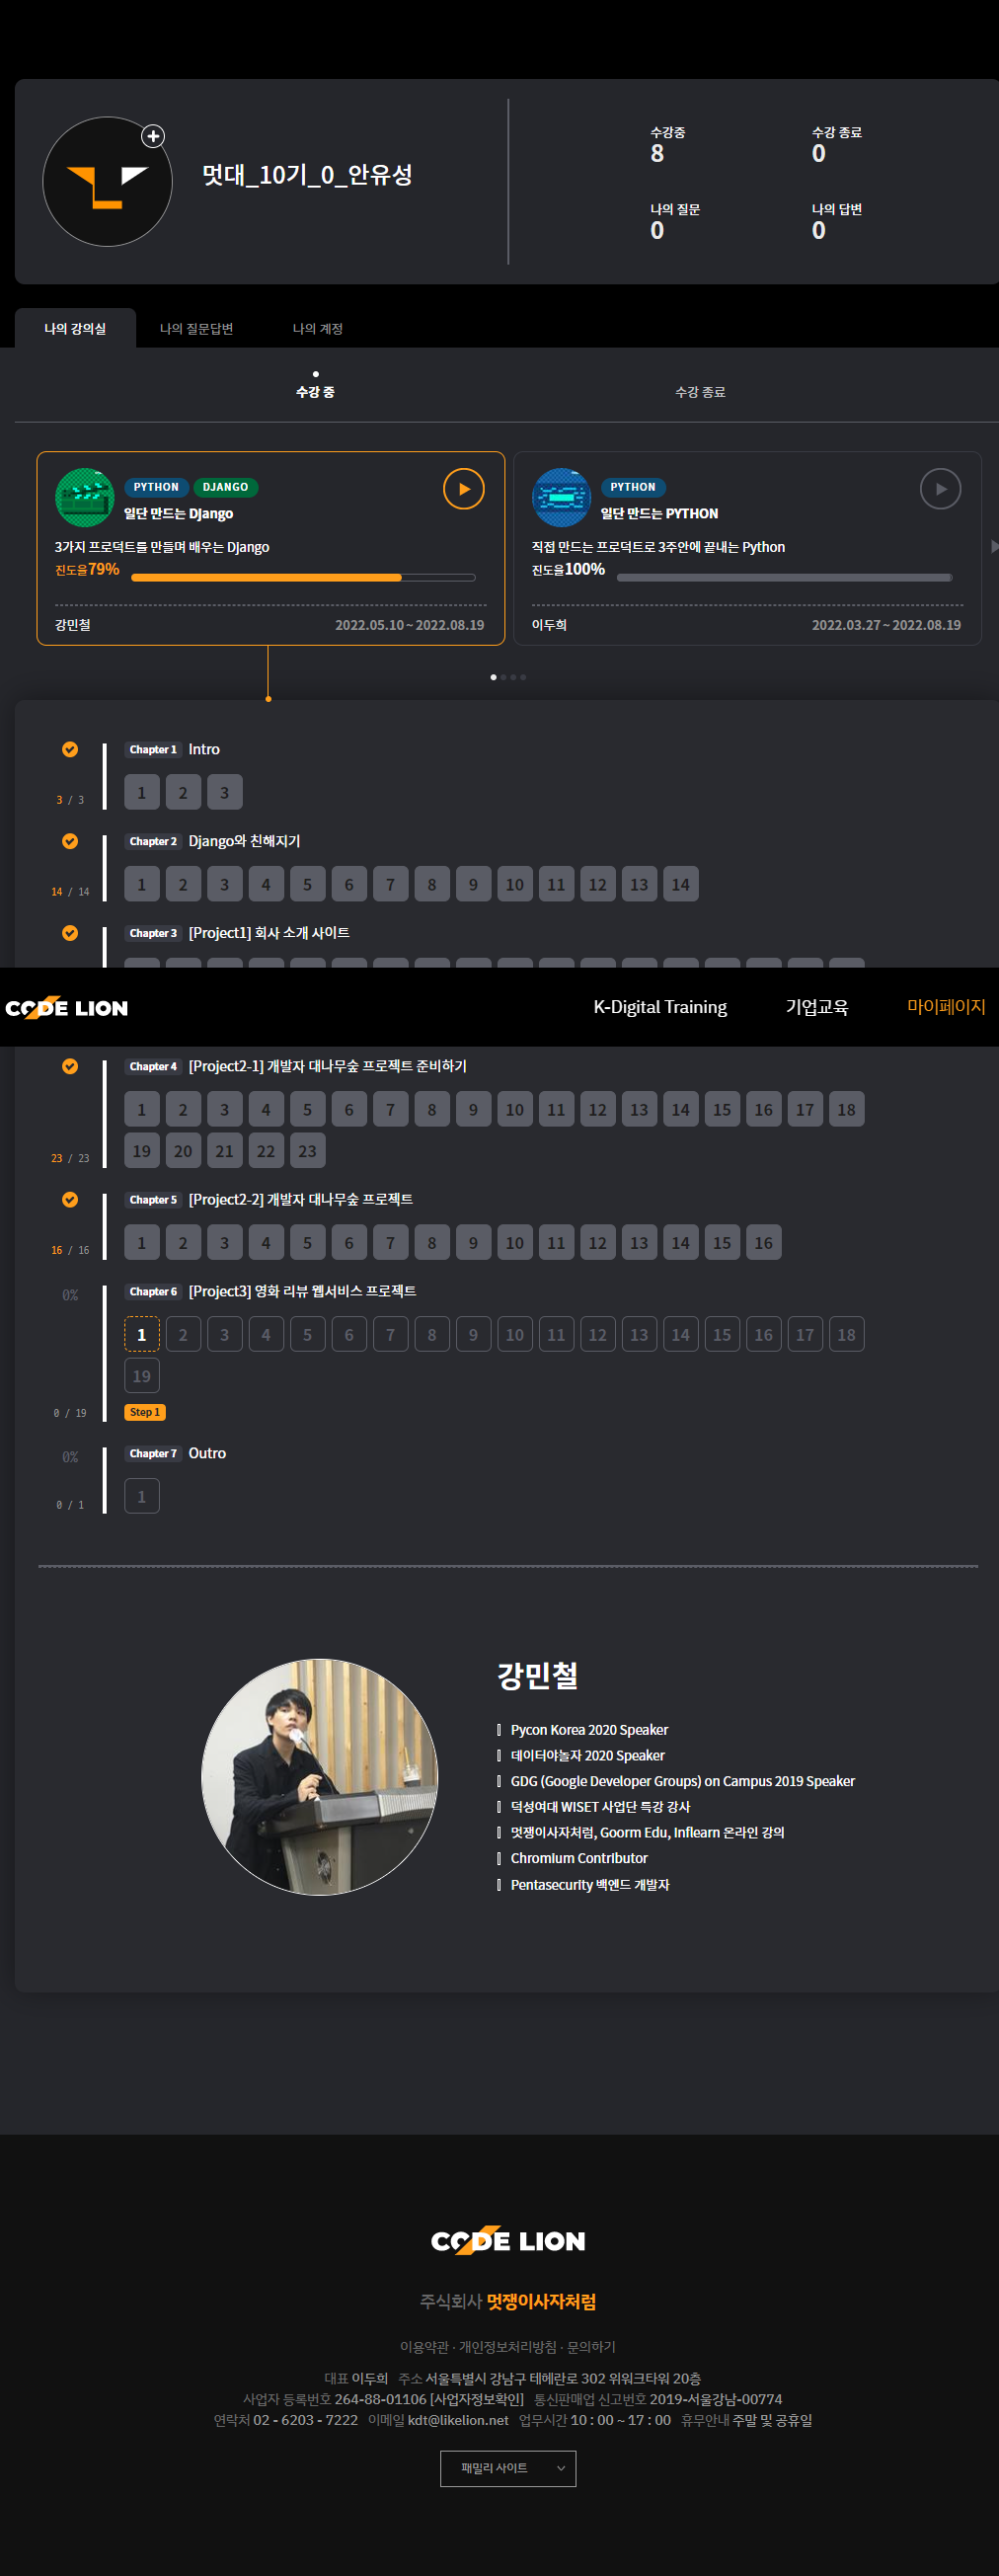 멋대_10기_0_안유성
수강중 수강 종료
8 0
나의 질문 나의 답변
0 0
나의 강의실 나의 질문답변 나의 계정
수강 중 수강 종료
PYTHON DJANGO
일단 만드는 Django
3가지 프로덕트를 만들며 배우는 Django
진도율79%
강민철 2022.05.10 ~ 2022.08.19
PYTHON
일단 만드는 PYTHON
직접 만드는 프로덕트로 3주안에 끝내는 Python
진도율100%
이두희 2022.03.27 ~ 2022.08.19
Chapter 1 Intro
1 2 3
3 / 3
Chapter 2 Django와 친해지기
1 2 3 4 5 6 7 8 9 10 11 12 13 14
14 / 14
Chapter 3 [Project1] 회사 소개 사이트
CODE LION K-Digital Training 기업교육 마이페이지
Chapter 4 [Project2-1] 개발자 대나무숲 프로젝트 준비하기
1 2 3 4 5 6 7 8 9 10 11 12 13 14 15 16 17 18
19 20 21 22 23
23 / 23
Chapter 5 [Project2-2] 개발자 대나무숲 프로젝트
1 2 3 4 5 6 7 8 9 10 11 12 13 14 15 16
16 / 16
0% Chapter 6 [Project3] 영화 리뷰 웹서비스 프로젝트
1 2 3 4 5 6 7 8 9 10 11 12 13 14 15 16 17 18
19
0 / 19 Step 1
0% Chapter 7 Outro
1
0 / 1
강민철
Pycon Korea 2020 Speaker
데이터야놀자 2020 Speaker
GDG (Google Developer Groups) on Campus 2019 Speaker
덕성여대 WISET 사업단 특강 강사
멋쟁이사자처럼, Goorm Edu, Inflearn 온라인 강의
Chromium Contributor
Pentasecurity 백엔드 개발자
CODE LION
주식회사 멋쟁이사자처럼
이용약관 · 개인정보처리방침 · 문의하기
대표 이두희 주소 서울특별시 강남구 테헤란로 302 위워크타워 20층
사업자 등록번호 264-88-01106 [사업자정보확인] 통신판매업 신고번호 2019-서울강남-00774
연락처 02 - 6203 - 7222 이메일 kdt@likelion.net 업무시간 10 : 00 ~ 17 : 00 휴무안내 주말 및 공휴일
패밀리 사이트